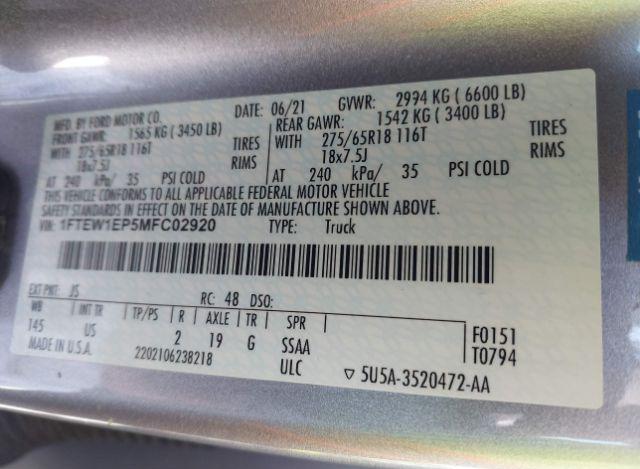 MFD. BY FORD MOTOR CO. DATE: 06/21 GVWR: 2994 KG ( 6600 LB)
FRONT GAWR: 1565 KG ( 3450 LB) REAR GAWR: 1542 KG ( 3400 LB)
WITH 275/65R18 116T TIRES WITH 275/65R18 116T TIRES
18x7.5J RIMS 18x7.5J RIMS
AT 240 kPa/ 35 PSI COLD AT 240 kPa/ 35 PSI COLD
THIS VEHICLE CONFORMS TO ALL APPLICABLE FEDERAL MOTOR VEHICLE
SAFETY STANDARDS IN EFFECT ON THE DATE OF MANUFACTURE SHOWN ABOVE.
VIN: 1FTEW1EP5MFC02920 TYPE: Truck
EXT PNT: JS RC: 48 DSO:
WB INT TR TP/PS R AXLE TR SPR
145 US 2 19 G SSAA F0151
MADE IN U.S.A. 2202106238218 ULC T0794
▽ 5U5A-3520472-AA